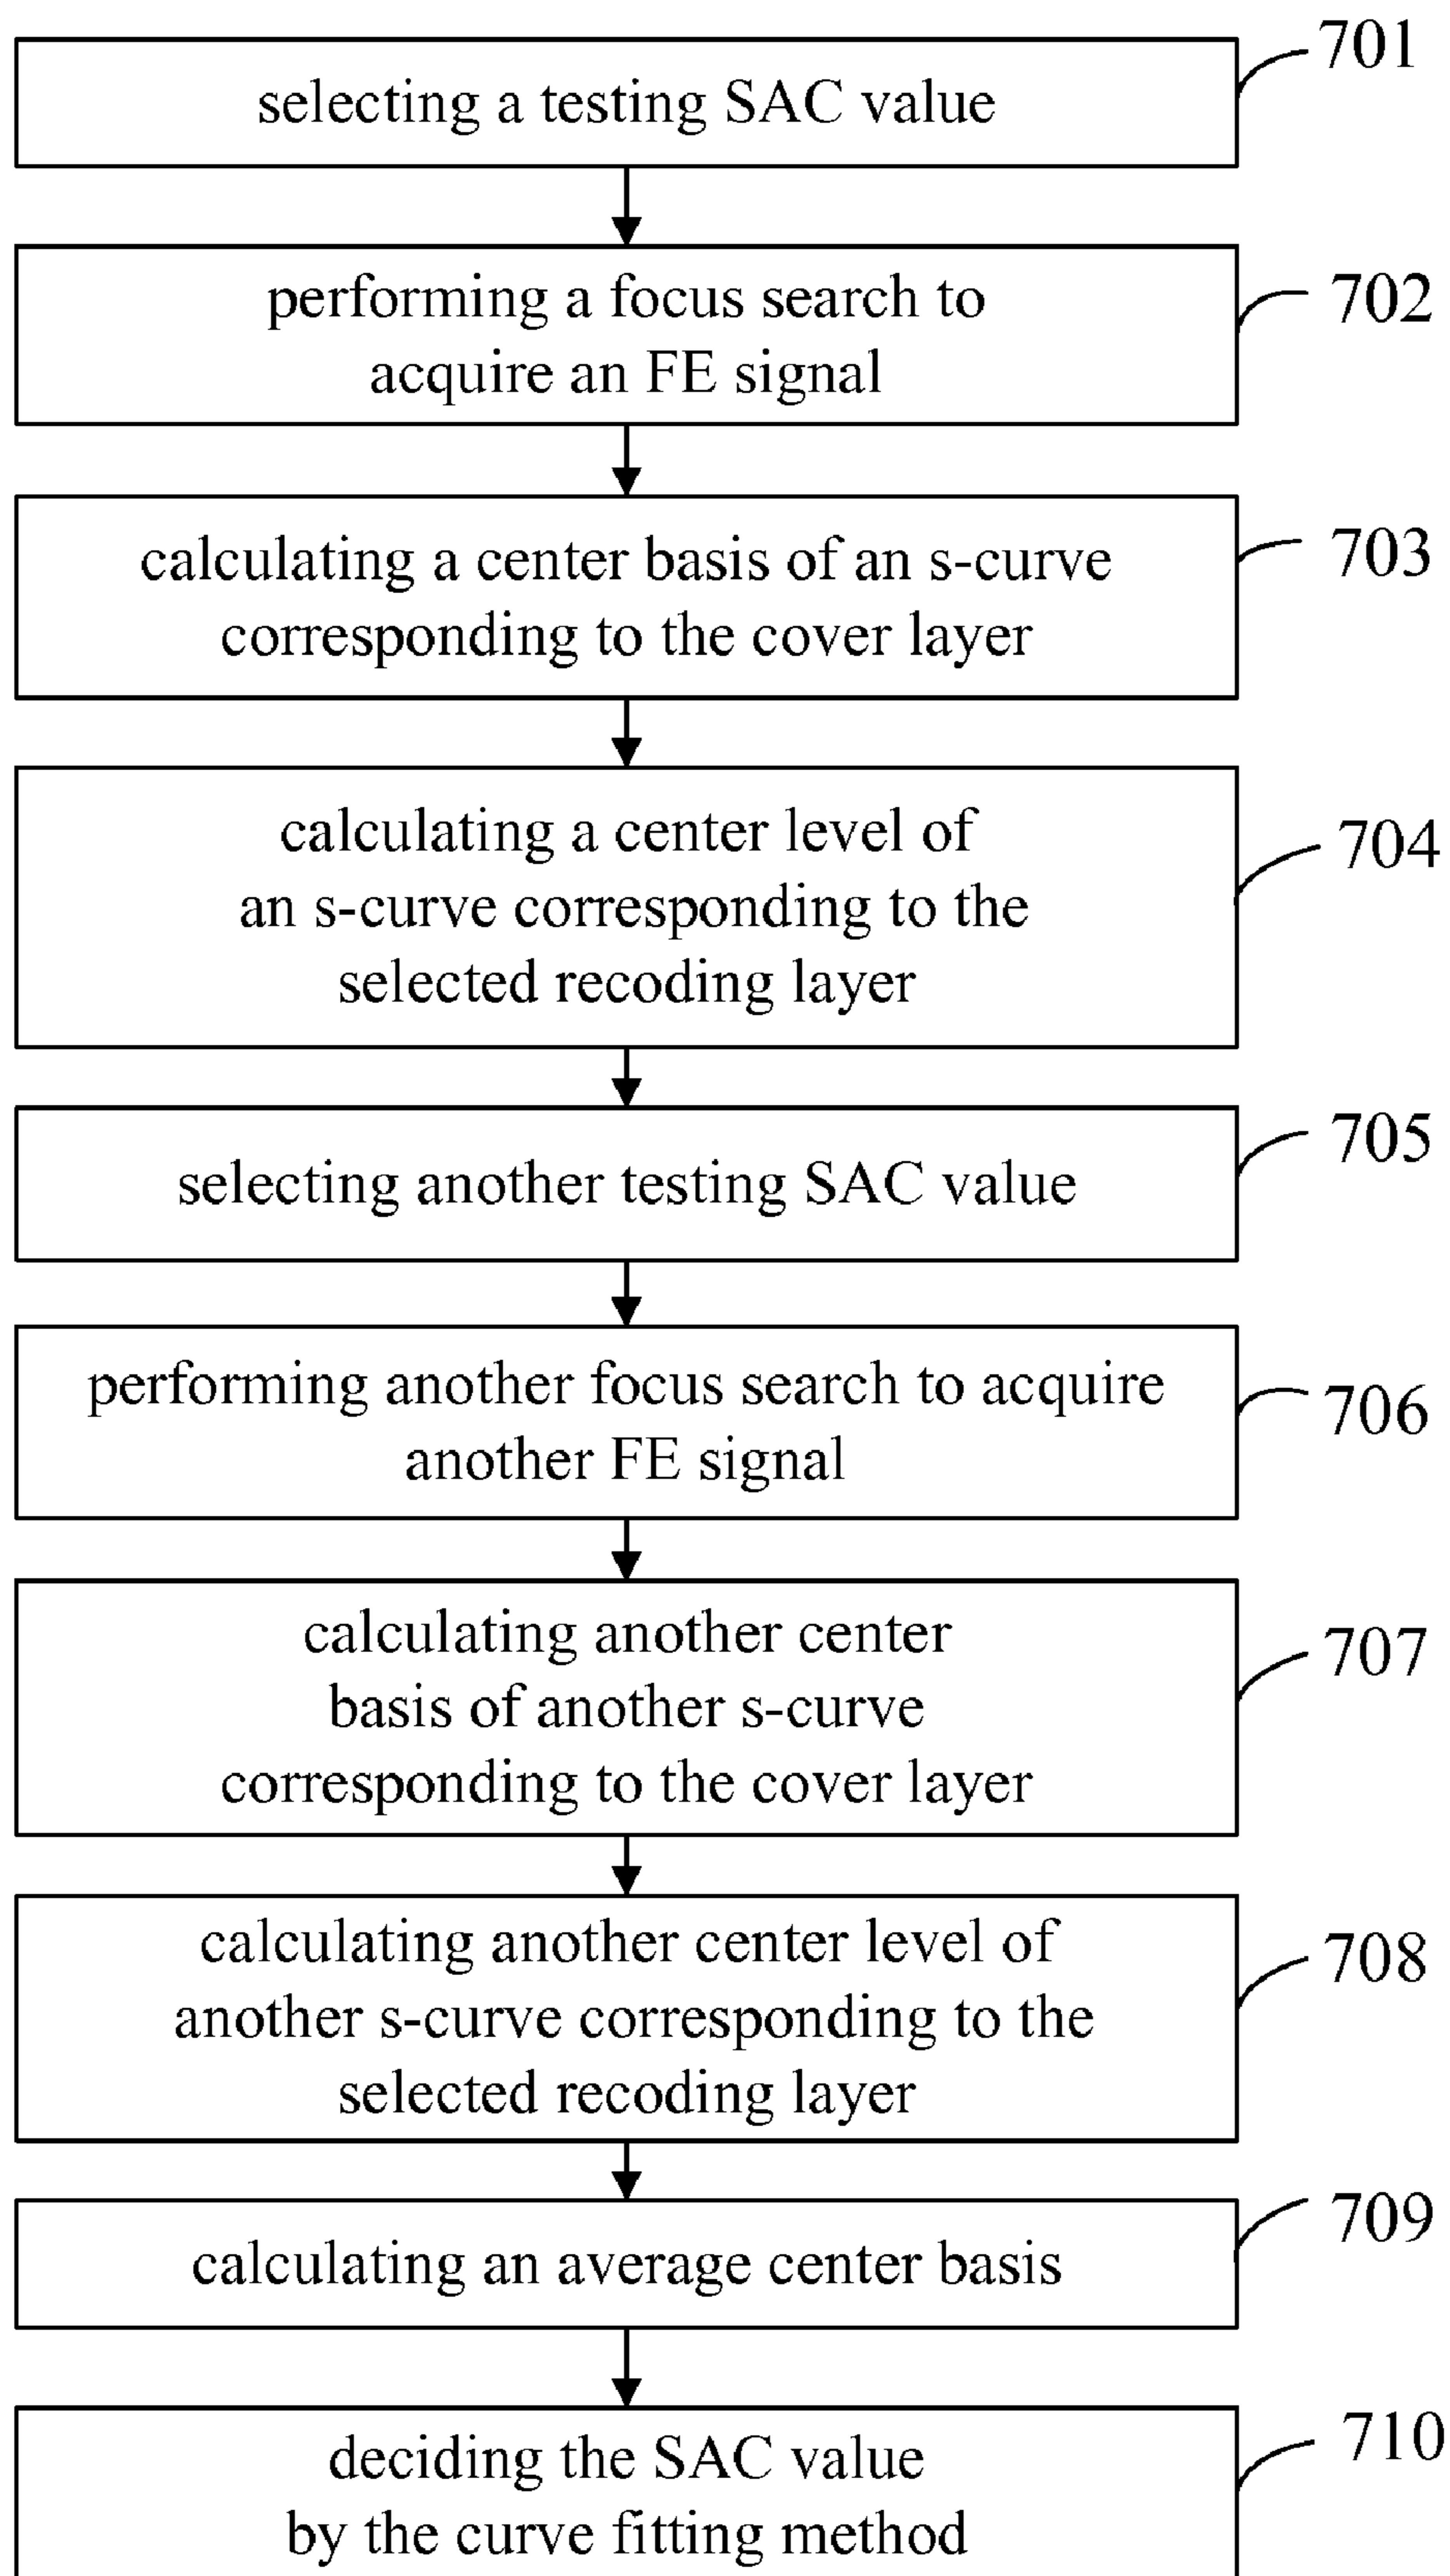 701
selecting a testing SAC value
702
performing a focus search to
acquire an FE signal
703
calculating a center basis of an s-curve
corresponding to the cover layer
704
calculating a center level of
an s-curve corresponding to the
selected recoding layer
705
selecting another testing SAC value
706
performing another focus search to acquire
another FE signal
707
calculating another center
basis of another s-curve
corresponding to the cover layer
708
calculating another center level of
another s-curve corresponding to the
selected recoding layer
709
calculating an average center basis
710
deciding the SAC value
by the curve fitting method